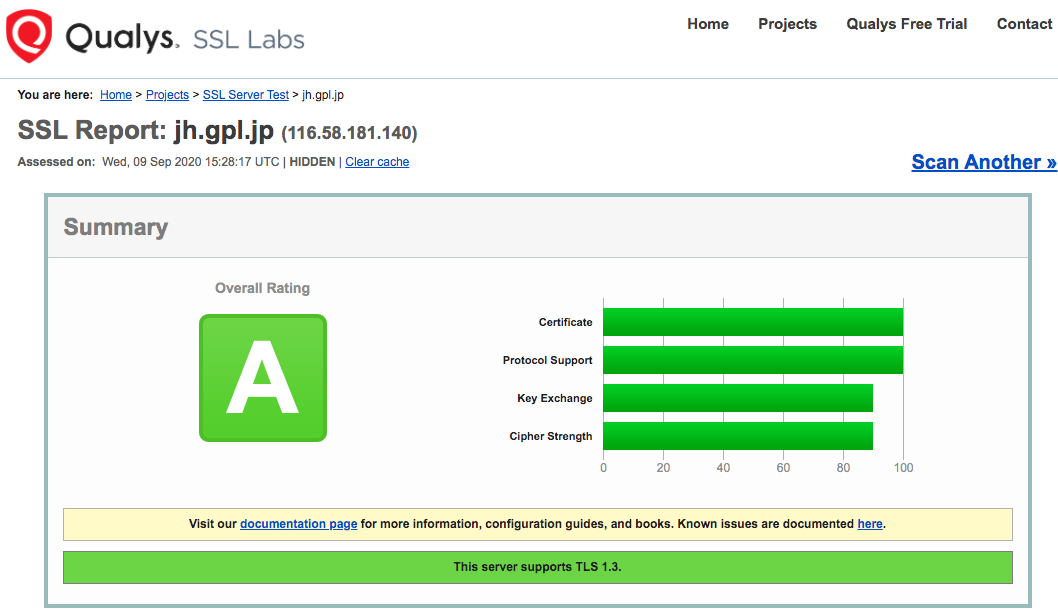 Qualys. SSL Labs
Home Projects Qualys Free Trial Contact
You are here: Home > Projects > SSL Server Test > jh.gpl.jp
SSL Report: jh.gpl.jp (116.58.181.140)
Assessed on: Wed, 09 Sep 2020 15:28:17 UTC | HIDDEN | Clear cache
Scan Another »
Summary
Overall Rating
A
Certificate
Protocol Support
Key Exchange
Cipher Strength
0 20 40 60 80 100
Visit our documentation page for more information, configuration guides, and books. Known issues are documented here.
This server supports TLS 1.3.